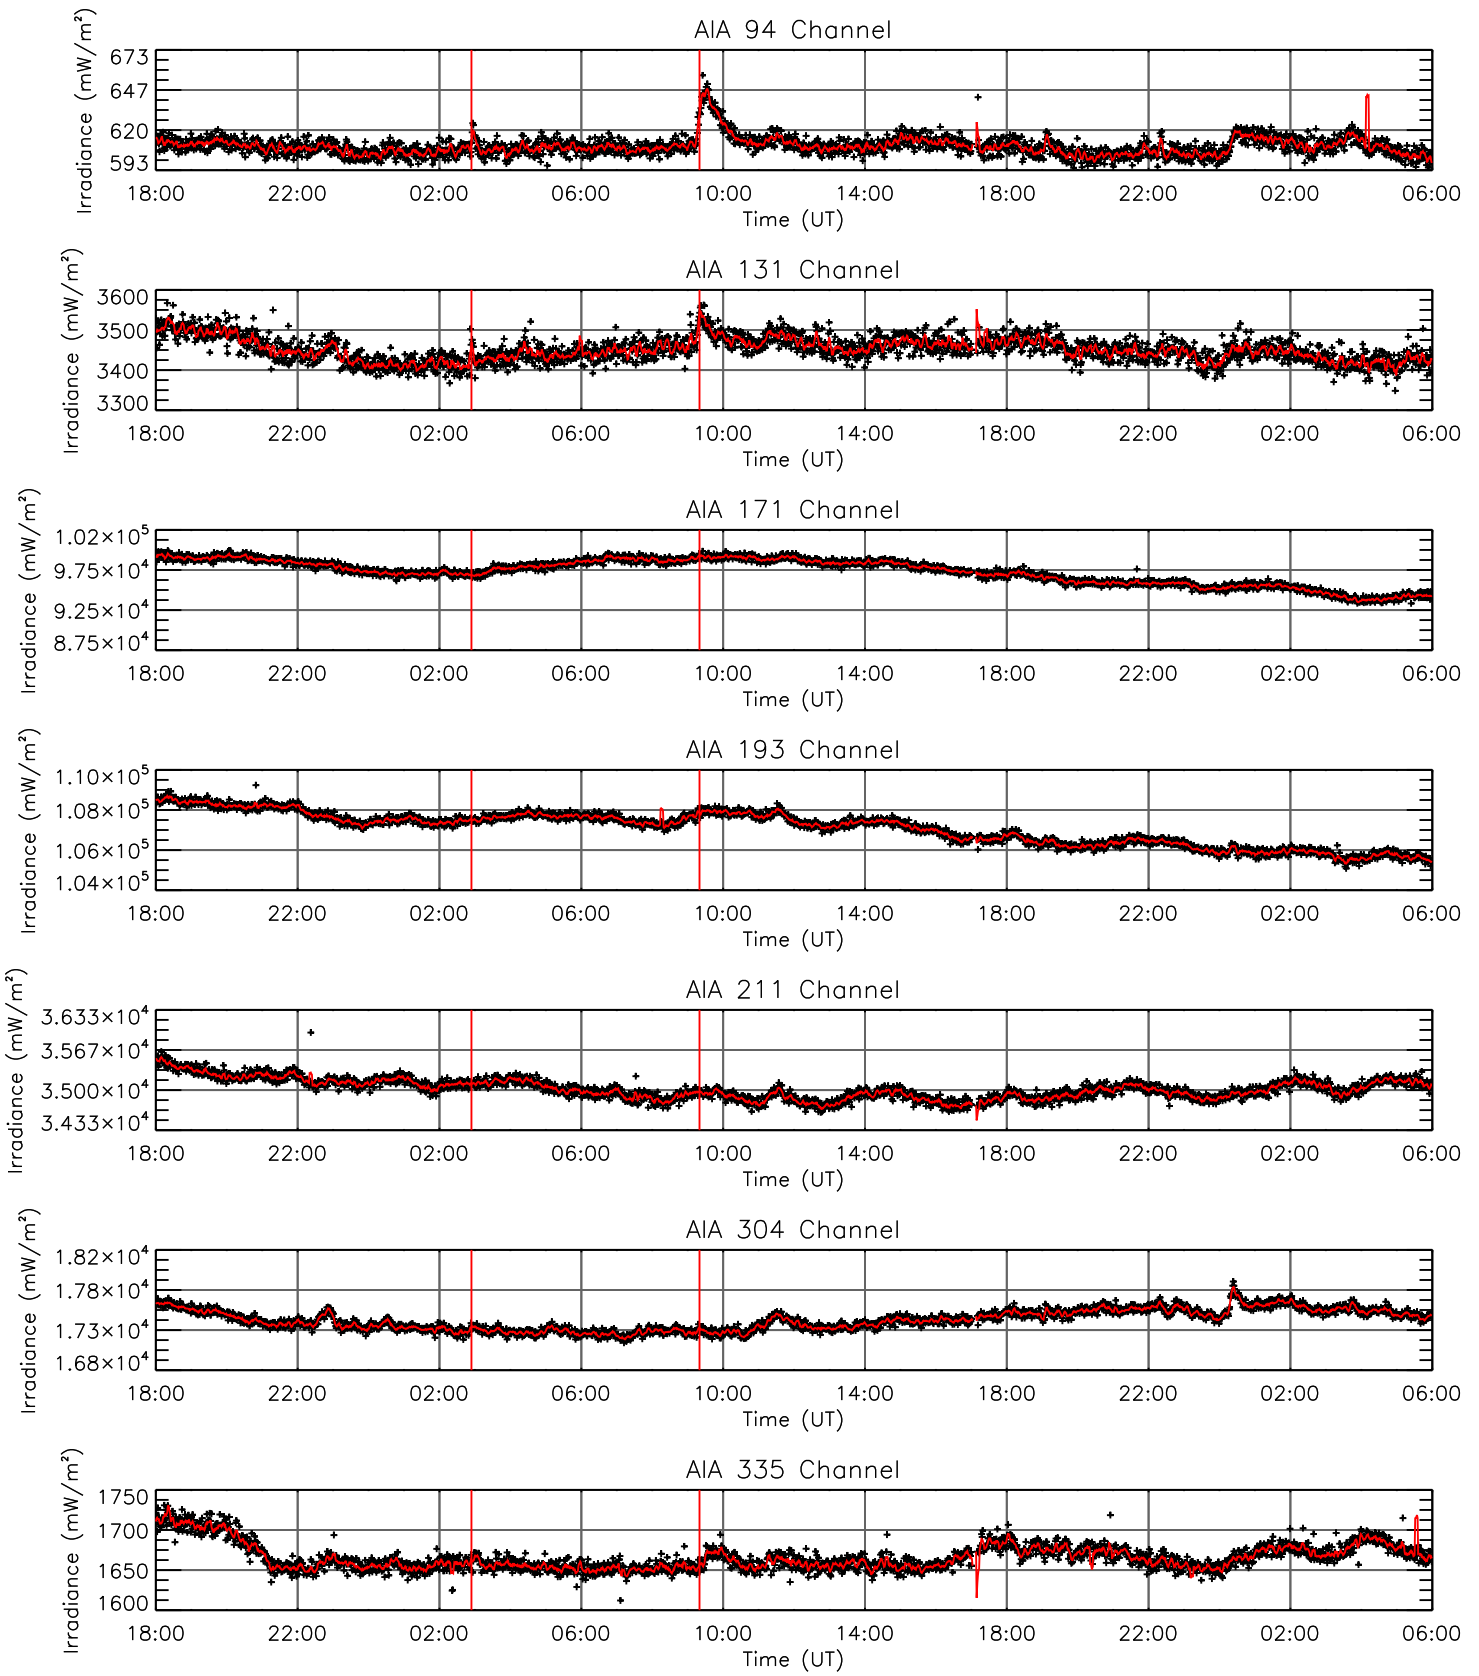 AIA 94 Channel
Irradiance (mW/m²)
673
647
620
593
18:00 22:00 02:00 06:00 10:00 14:00 18:00 22:00 02:00 06:00
Time (UT)
AIA 131 Channel
Irradiance (mW/m²)
3600
3500
3400
3300
18:00 22:00 02:00 06:00 10:00 14:00 18:00 22:00 02:00 06:00
Time (UT)
AIA 171 Channel
Irradiance (mW/m²)
1.02×10⁵
9.75×10⁴
9.25×10⁴
8.75×10⁴
18:00 22:00 02:00 06:00 10:00 14:00 18:00 22:00 02:00 06:00
Time (UT)
AIA 193 Channel
Irradiance (mW/m²)
1.10×10⁵
1.08×10⁵
1.06×10⁵
1.04×10⁵
18:00 22:00 02:00 06:00 10:00 14:00 18:00 22:00 02:00 06:00
Time (UT)
AIA 211 Channel
Irradiance (mW/m²)
3.633×10⁴
3.567×10⁴
3.500×10⁴
3.433×10⁴
18:00 22:00 02:00 06:00 10:00 14:00 18:00 22:00 02:00 06:00
Time (UT)
AIA 304 Channel
Irradiance (mW/m²)
1.82×10⁴
1.78×10⁴
1.73×10⁴
1.68×10⁴
18:00 22:00 02:00 06:00 10:00 14:00 18:00 22:00 02:00 06:00
Time (UT)
AIA 335 Channel
Irradiance (mW/m²)
1750
1700
1650
1600
18:00 22:00 02:00 06:00 10:00 14:00 18:00 22:00 02:00 06:00
Time (UT)